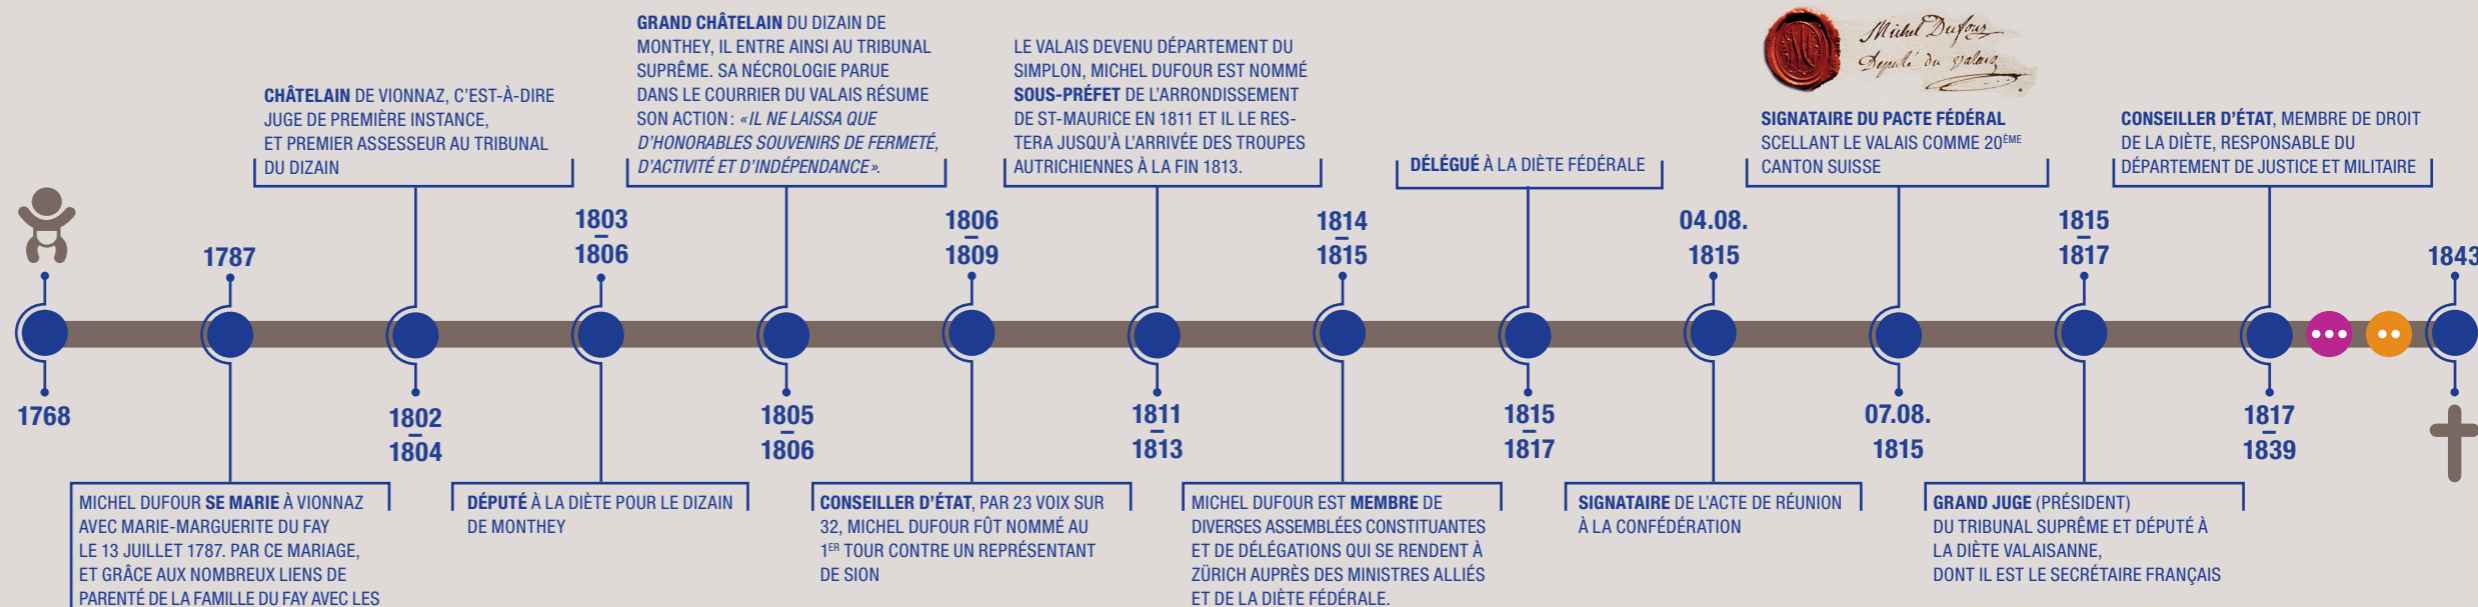 GRAND CHÂTELAIN DU DIZAIN DE
MONTHEY, IL ENTRE AINSI AU TRIBUNAL
SUPRÊME. SA NÉCROLOGIE PARUE
DANS LE COURRIER DU VALAIS RÉSUME
SON ACTION : «IL NE LAISSA QUE
D'HONORABLES SOUVENIRS DE FERMETÉ,
D'ACTIVITÉ ET D'INDÉPENDANCE».
LE VALAIS DEVENU DÉPARTEMENT DU
SIMPLON, MICHEL DUFOUR EST NOMMÉ
SOUS-PRÉFET DE L'ARRONDISSEMENT
DE ST-MAURICE EN 1811 ET IL LE RES-
TERA JUSQU'À L'ARRIVÉE DES TROUPES
AUTRICHIENNES À LA FIN 1813.
Michel Dufour
Deputé du Valais
CHÂTELAIN DE VIONNAZ, C'EST-À-DIRE
JUGE DE PREMIÈRE INSTANCE,
ET PREMIER ASSESSEUR AU TRIBUNAL
DU DIZAIN
DÉLÉGUÉ À LA DIÈTE FÉDÉRALE
SIGNATAIRE DU PACTE FÉDÉRAL
SCELLANT LE VALAIS COMME 20ÈME
CANTON SUISSE
CONSEILLER D'ÉTAT, MEMBRE DE DROIT
DE LA DIÈTE, RESPONSABLE DU
DÉPARTEMENT DE JUSTICE ET MILITAIRE
1787
1803
–
1806
1806
–
1809
1814
–
1815
04.08.
1815
1815
–
1817
1843
1768
1802
–
1804
1805
–
1806
1811
–
1813
1815
–
1817
07.08.
1815
1817
–
1839
MICHEL DUFOUR SE MARIE À VIONNAZ
AVEC MARIE-MARGUERITE DU FAY
LE 13 JUILLET 1787. PAR CE MARIAGE,
ET GRÂCE AUX NOMBREUX LIENS DE
PARENTÉ DE LA FAMILLE DU FAY AVEC LES
DÉPUTÉ À LA DIÈTE POUR LE DIZAIN
DE MONTHEY
CONSEILLER D'ÉTAT, PAR 23 VOIX SUR
32, MICHEL DUFOUR FÛT NOMMÉ AU
1ER TOUR CONTRE UN REPRÉSENTANT
DE SION
MICHEL DUFOUR EST MEMBRE DE
DIVERSES ASSEMBLÉES CONSTITUANTES
ET DE DÉLÉGATIONS QUI SE RENDENT À
ZÜRICH AUPRÈS DES MINISTRES ALLIÉS
ET DE LA DIÈTE FÉDÉRALE.
SIGNATAIRE DE L'ACTE DE RÉUNION
À LA CONFÉDÉRATION
GRAND JUGE (PRÉSIDENT)
DU TRIBUNAL SUPRÊME ET DÉPUTÉ À
LA DIÈTE VALAISANNE,
DONT IL EST LE SECRÉTAIRE FRANÇAIS